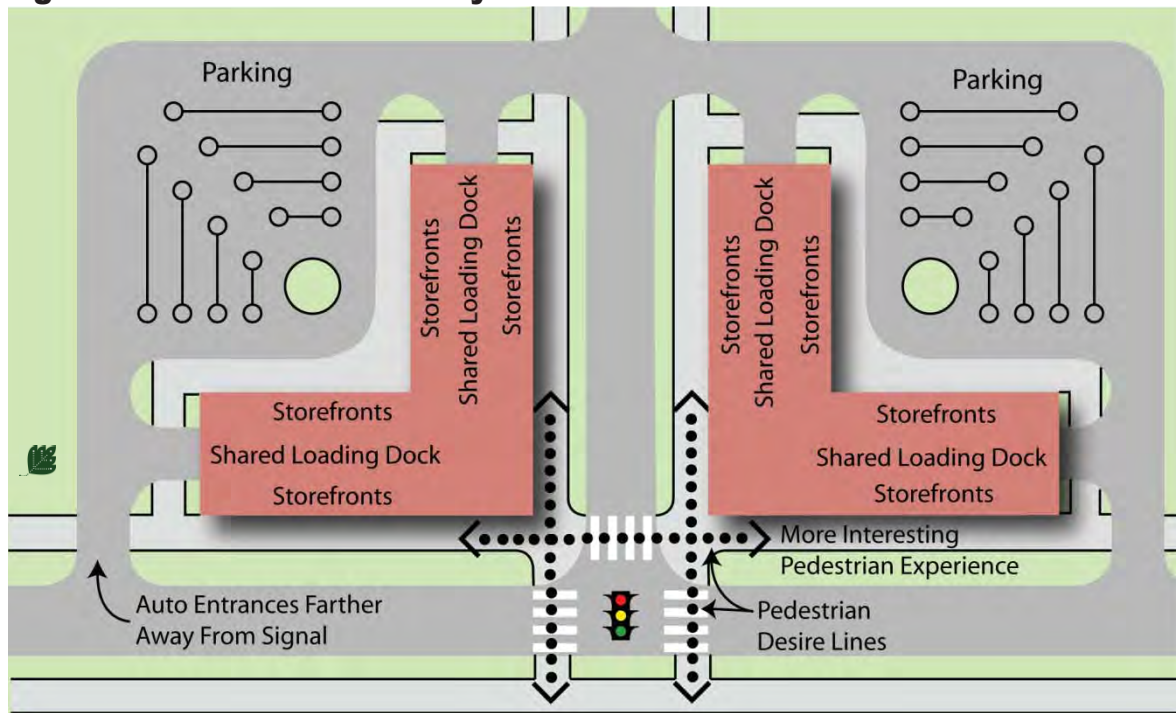 Parking
Parking
Storefronts
Shared Loading Dock
Storefronts
Storefronts
Shared Loading Dock
Storefronts
Storefronts
Shared Loading Dock
Storefronts
Storefronts
Shared Loading Dock
Storefronts
More Interesting
Pedestrian Experience
Auto Entrances Farther
Away From Signal
Pedestrian
Desire Lines